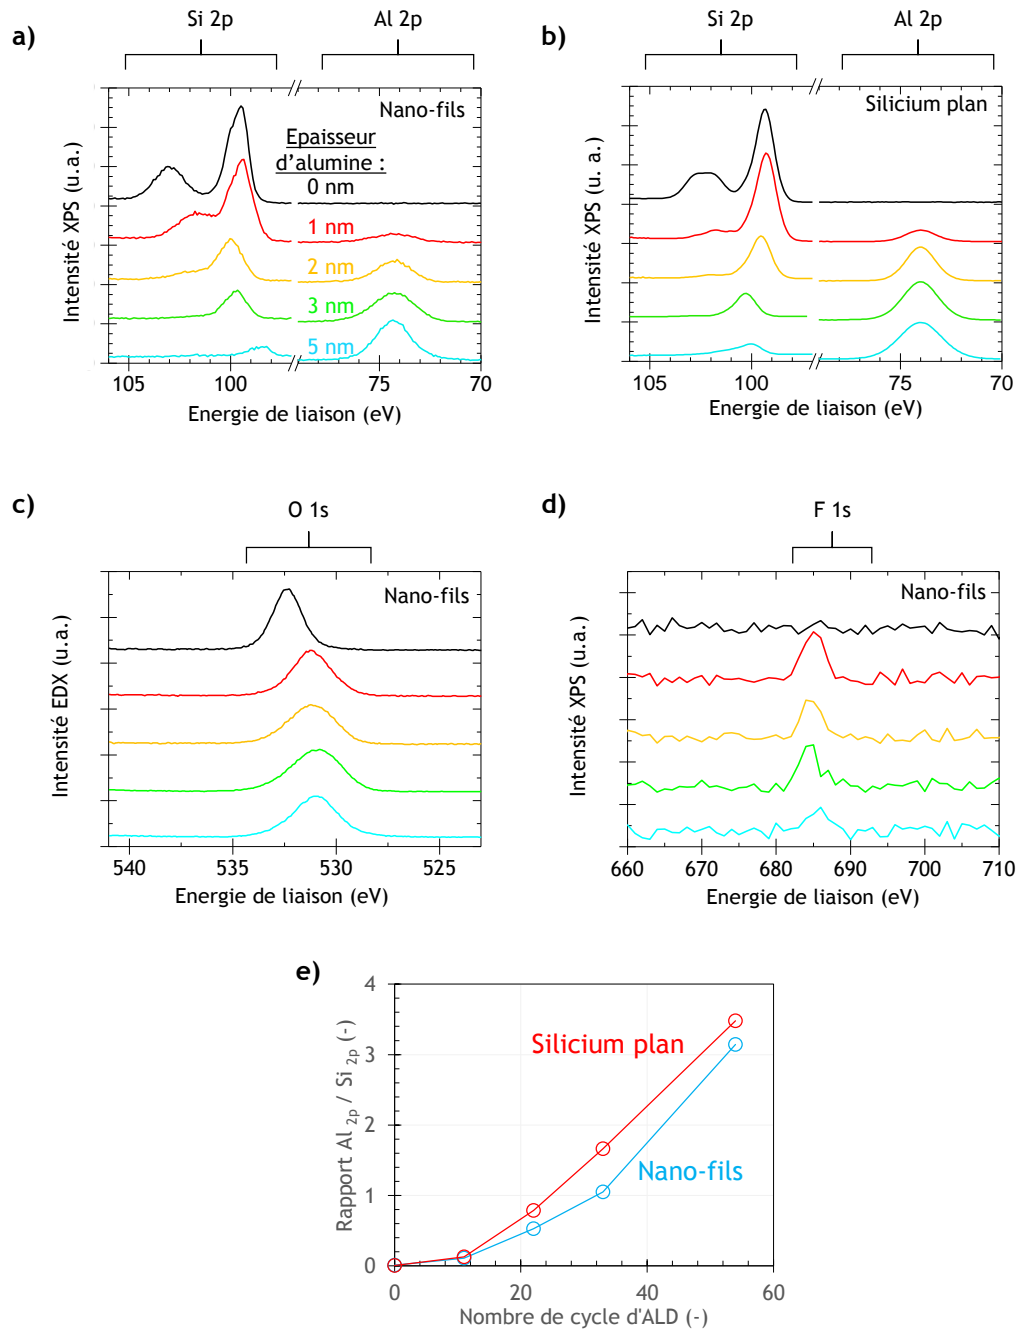 a)
Si 2p
Al 2p
Nano-fils
Epaisseur
d'alumine :
0 nm
1 nm
2 nm
3 nm
5 nm
Intensité XPS (u.a.)
105
100
75
70
Energie de liaison (eV)
b)
Si 2p
Al 2p
Silicium plan
Intensité XPS (u. a.)
105
100
75
70
Energie de liaison (eV)
c)
O 1s
Nano-fils
Intensité EDX (u.a.)
540
535
530
525
Energie de liaison (eV)
d)
F 1s
Nano-fils
Intensité XPS (u.a.)
660
670
680
690
700
710
Energie de liaison (eV)
e)
4
3
2
1
0
Silicium plan
Nano-fils
Rapport Al 2p / Si 2p (-)
0
20
40
60
Nombre de cycle d'ALD (-)